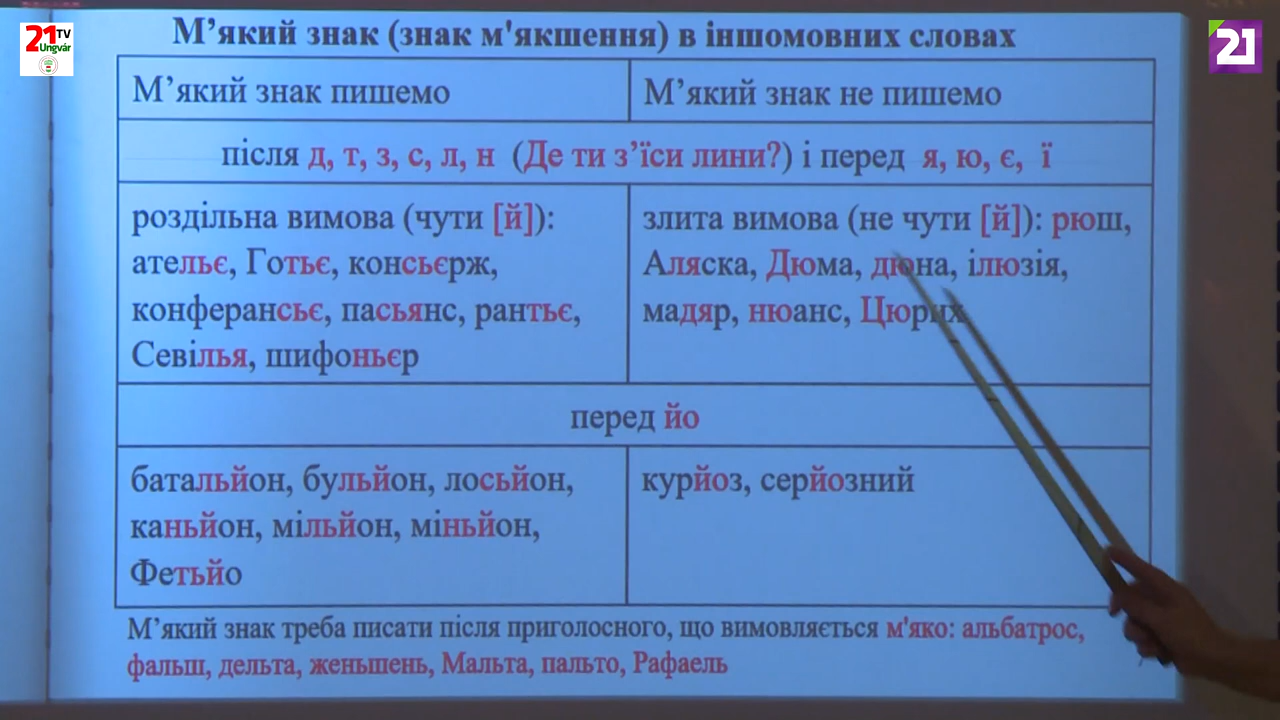 21 TV
Ungvár
21
М’який знак (знак м'якшення) в іншомовних словах
М’який знак пишемо
М’який знак не пишемо
після д, т, з, с, л, н (Де ти з’їси лини?) і перед я, ю, є, ї
роздільна вимова (чути [й]):
ательє, Готьє, консьєрж,
конферансьє, пасьянс, рантьє,
Севілья, шифоньєр
злита вимова (не чути [й]): рюш,
Аляска, Дюма, дюна, ілюзія,
мадяр, нюанс, Цюрих
перед йо
батальйон, бульйон, лосьйон,
каньйон, мільйон, міньйон,
Фетьйо
курйоз, серйозний
М’який знак треба писати після приголосного, що вимовляється м'яко: альбатрос,
фальш, дельта, женьшень, Мальта, пальто, Рафаель